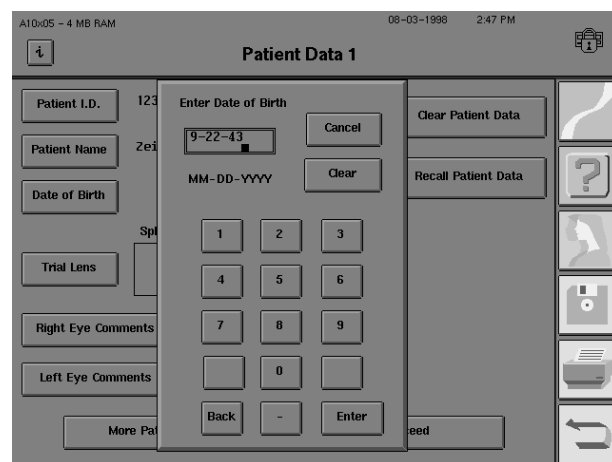 A10x05 – 4 MB RAM
08–03–1998 2:47 PM
i
Patient Data 1
Patient I.D. 123
Patient Name Zei
Date of Birth
Trial Lens
Right Eye Comments
Left Eye Comments
More Pat
Enter Date of Birth
9-22-43
MM-DD-YYYY
Cancel
Clear
1 2 3
4 5 6
7 8 9
0
Back - Enter
Clear Patient Data
Recall Patient Data
eed
?